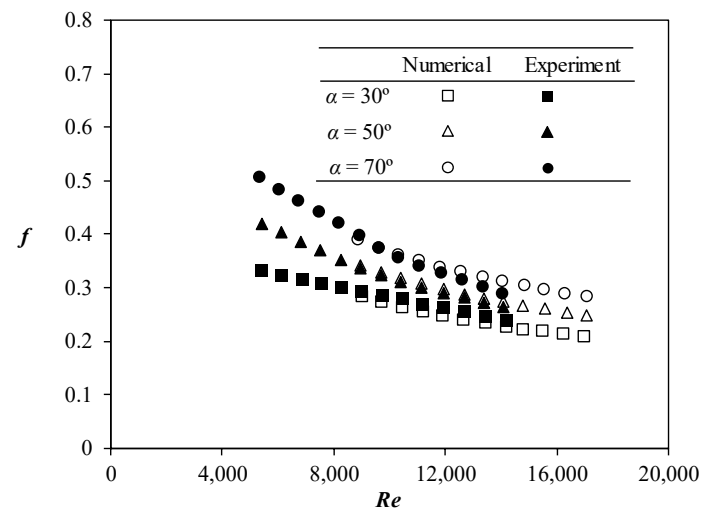 0.8
0.7
0.6
0.5
0.4
0.3
0.2
0.1
0
f
Numerical Experiment
α = 30º
α = 50º
α = 70º
0 4,000 8,000 12,000 16,000 20,000
Re